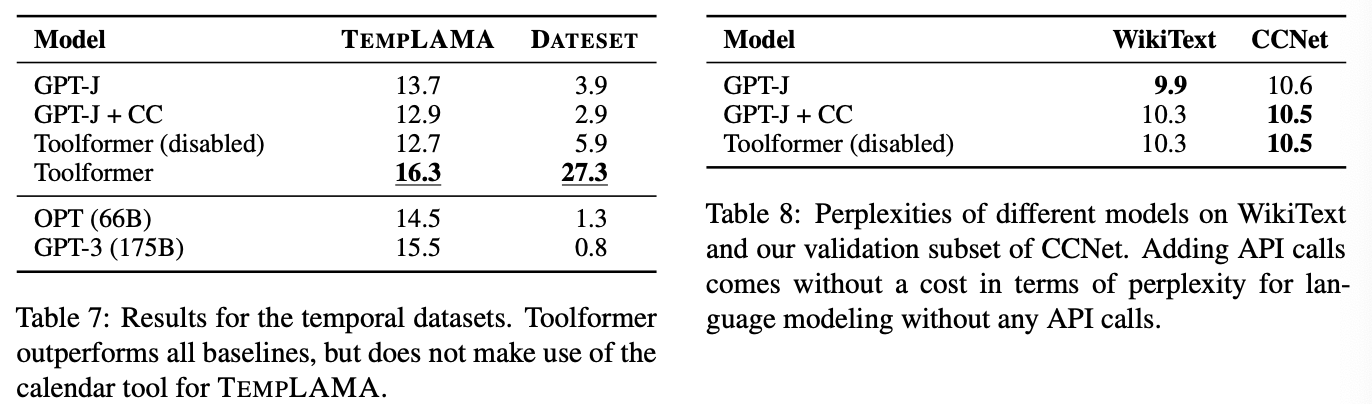 Model TEMPLAMA DATESET
GPT-J 13.7 3.9
GPT-J + CC 12.9 2.9
Toolformer (disabled) 12.7 5.9
Toolformer 16.3 27.3
OPT (66B) 14.5 1.3
GPT-3 (175B) 15.5 0.8
Table 7: Results for the temporal datasets. Toolformer
outperforms all baselines, but does not make use of the
calendar tool for TEMPLAMA.
Model WikiText CCNet
GPT-J 9.9 10.6
GPT-J + CC 10.3 10.5
Toolformer (disabled) 10.3 10.5
Table 8: Perplexities of different models on WikiText
and our validation subset of CCNet. Adding API calls
comes without a cost in terms of perplexity for lan-
guage modeling without any API calls.